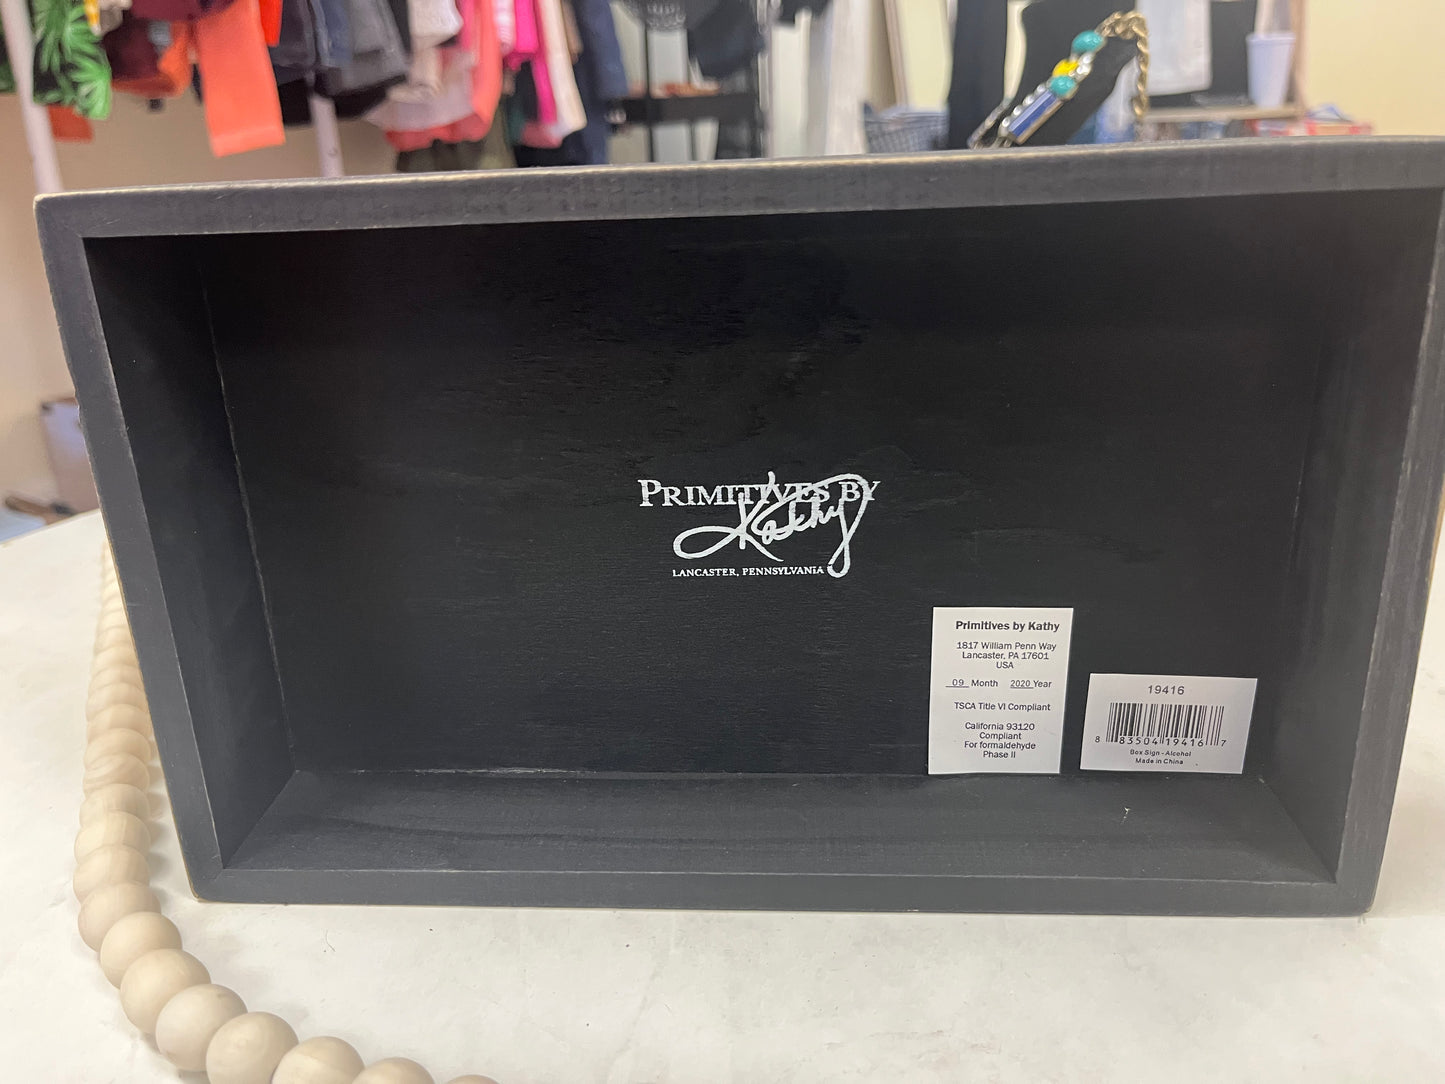 PRIMITIVES BY
Kathy
LANCASTER, PENNSYLVANIA
Primitives by Kathy
1817 William Penn Way
Lancaster, PA 17601
USA
09 Month 2020 Year
TSCA Title VI Compliant
California 93120
Compliant
For formaldehyde
Phase II
19416
8 83504 19416 7
Box Sign - Alcohol
Made in China